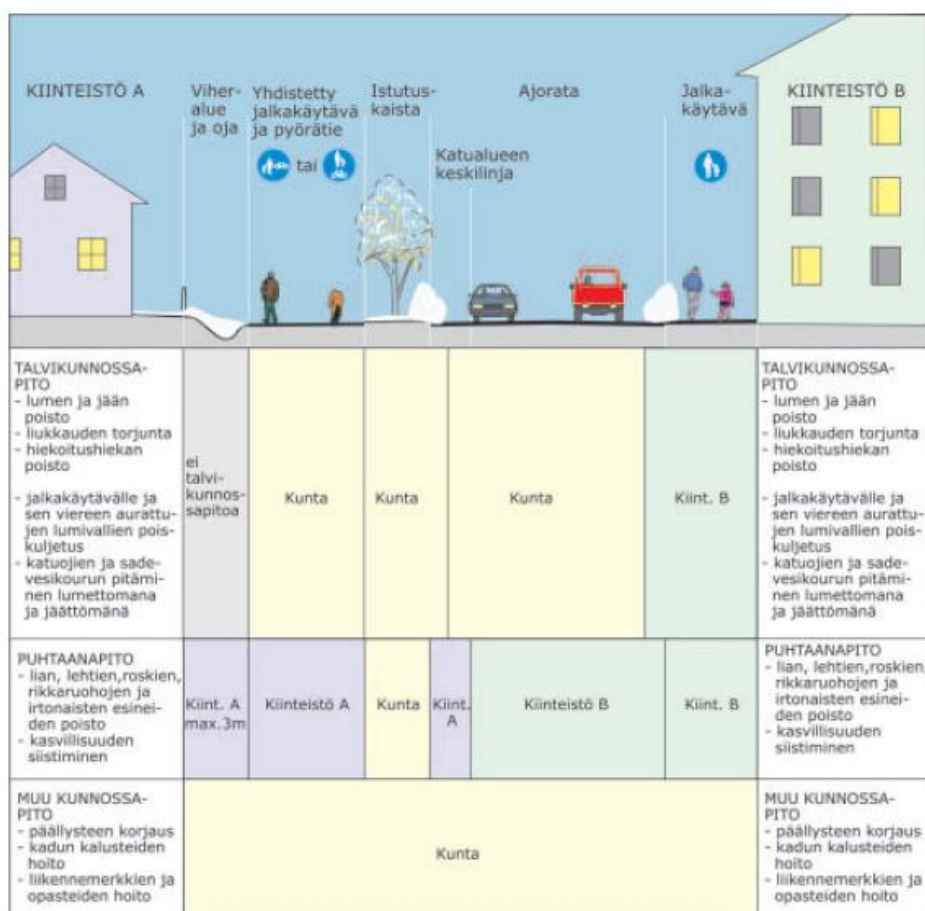 KIINTEISTÖ A
Viher-
alue
ja oja
Yhdistetty
jalkakäytävä
ja pyörätie
tai
Istutus-
kaista
Katualueen
keskilinja
Ajorata
Jalka-
käytävä
KIINTEISTÖ B
TALVIKUNNOSSA-
PITO
- lumen ja jään
poisto
- liukkauden torjunta
- hiekoitushiekan
poisto
- jalkakäytävälle ja
sen viereen aurattu-
jen lumivallien pois-
kuljetus
- katuojien ja sade-
vesikourun pitämi-
nen lumettomana
ja jäättömänä
ei
talvi-
kunnos-
sapitoa
Kunta
Kunta
Kunta
Kiint. B
TALVIKUNNOSSA-
PITO
- lumen ja jään
poisto
- liukkauden torjunta
- hiekoitushiekan
poisto
- jalkakäytävälle ja
sen viereen aurattu-
jen lumivallien pois-
kuljetus
- katuojien ja sade-
vesikourun pitämi-
nen lumettomana
ja jäättömänä
PUHTAANAPITO
- lian, lehtien,roskien,
rikkaruohojen ja
irtonaisten esinei-
den poisto
- kasvillisuuden
siistiminen
Kiint. A
max.3m
Kiinteistö A
Kunta
Kiint.
A
Kiinteistö B
Kiint. B
PUHTAANAPITO
- lian, lehtien,roskien,
rikkaruohojen ja
irtonaisten esinei-
den poisto
- kasvillisuuden
siistiminen
MUU KUNNOSSA-
PITO
- päällysteen korjaus
- kadun kalusteiden
hoito
- liikennemerkkien ja
opasteiden hoito
Kunta
MUU KUNNOSSA-
PITO
- päällysteen korjaus
- kadun kalusteiden
hoito
- liikennemerkkien ja
opasteiden hoito